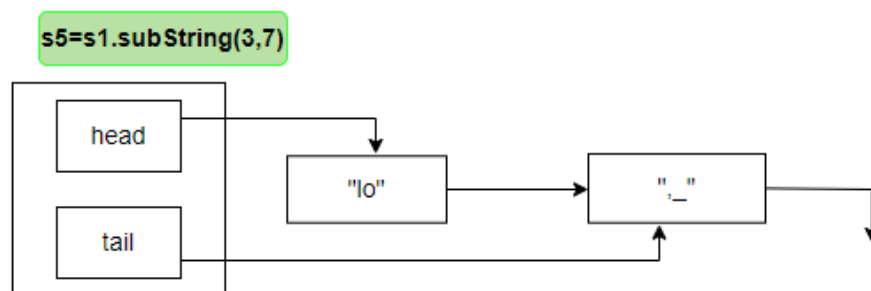 s5=s1.subString(3,7)
head
"lo"
",_"
tail